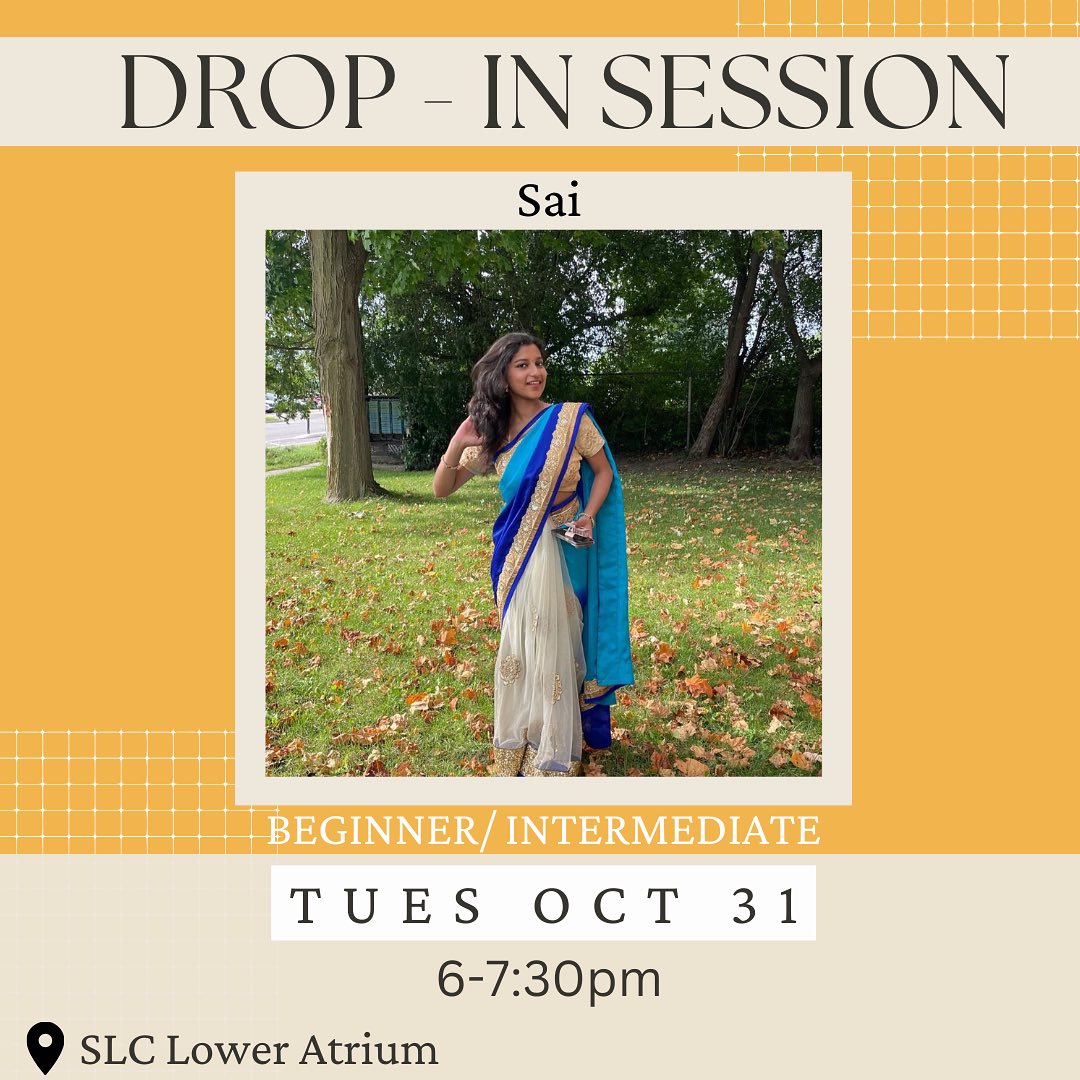 DROP - IN SESSION
Sai
BEGINNER/ INTERMEDIATE
TUES OCT 31
6-7:30pm
SLC Lower Atrium